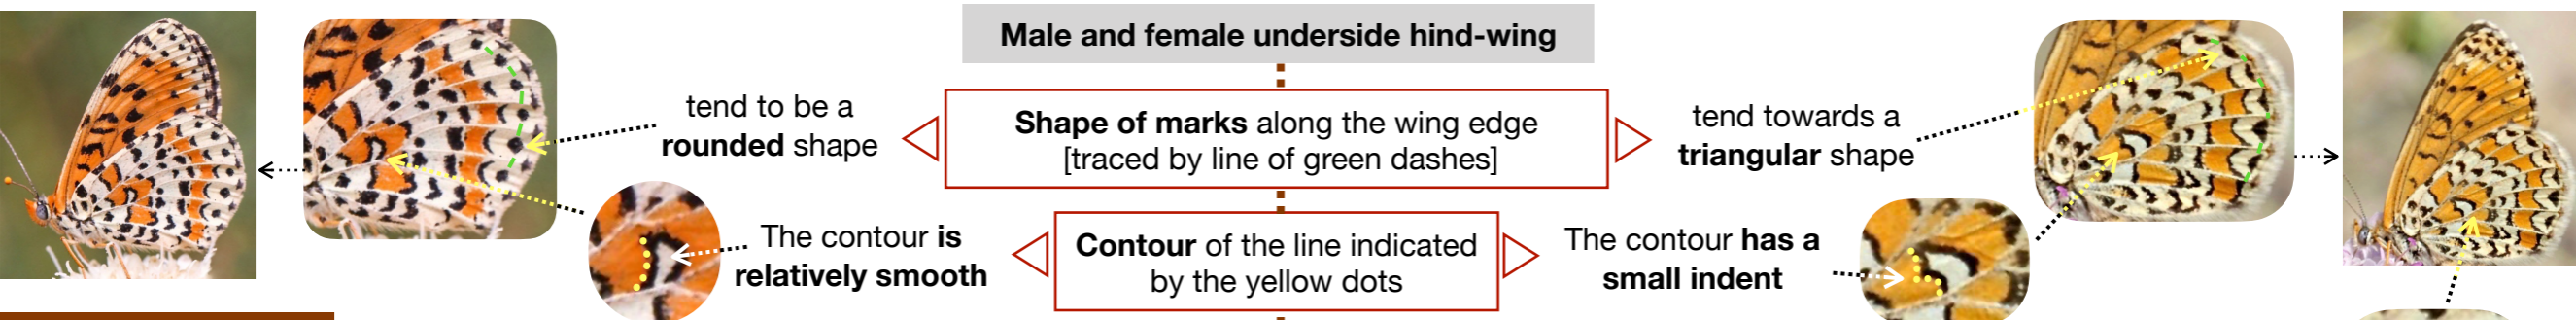 Male and female underside hind-wing
tend to be a
rounded shape
Shape of marks along the wing edge
[traced by line of green dashes]
tend towards a
triangular shape
The contour is
relatively smooth
Contour of the line indicated
by the yellow dots
The contour has a
small indent